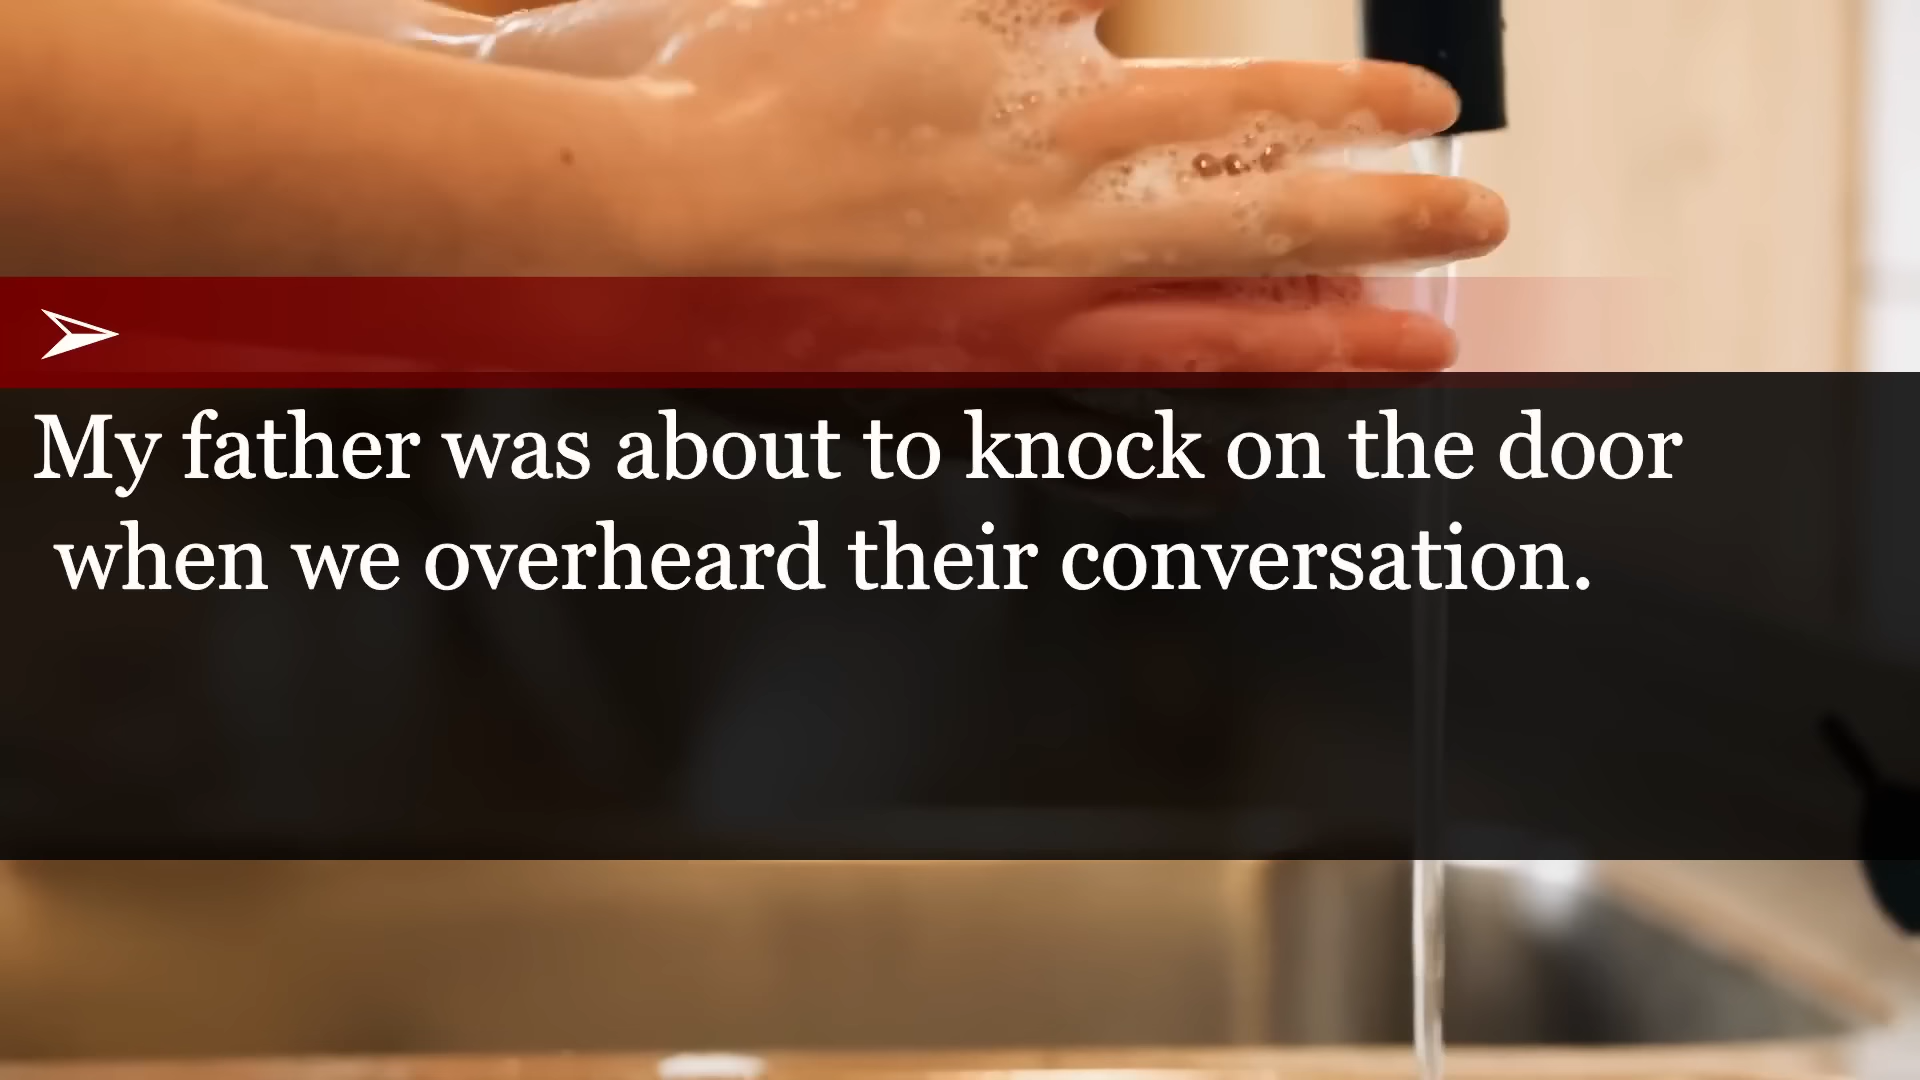 My father was about to knock on the door
when we overheard their conversation.